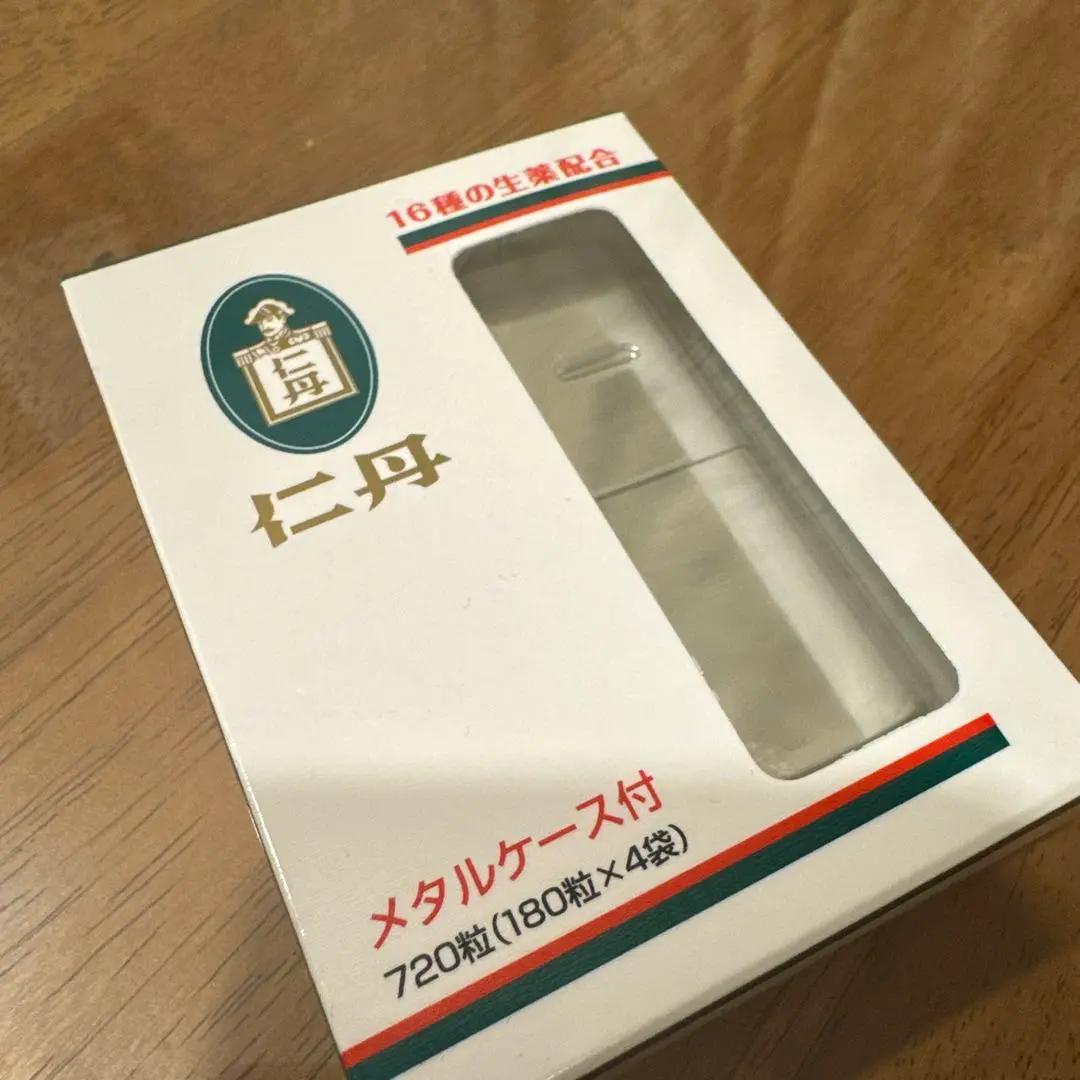 16種の生薬配合
仁丹
仁丹
メタルケース付
720粒(180粒×4袋)